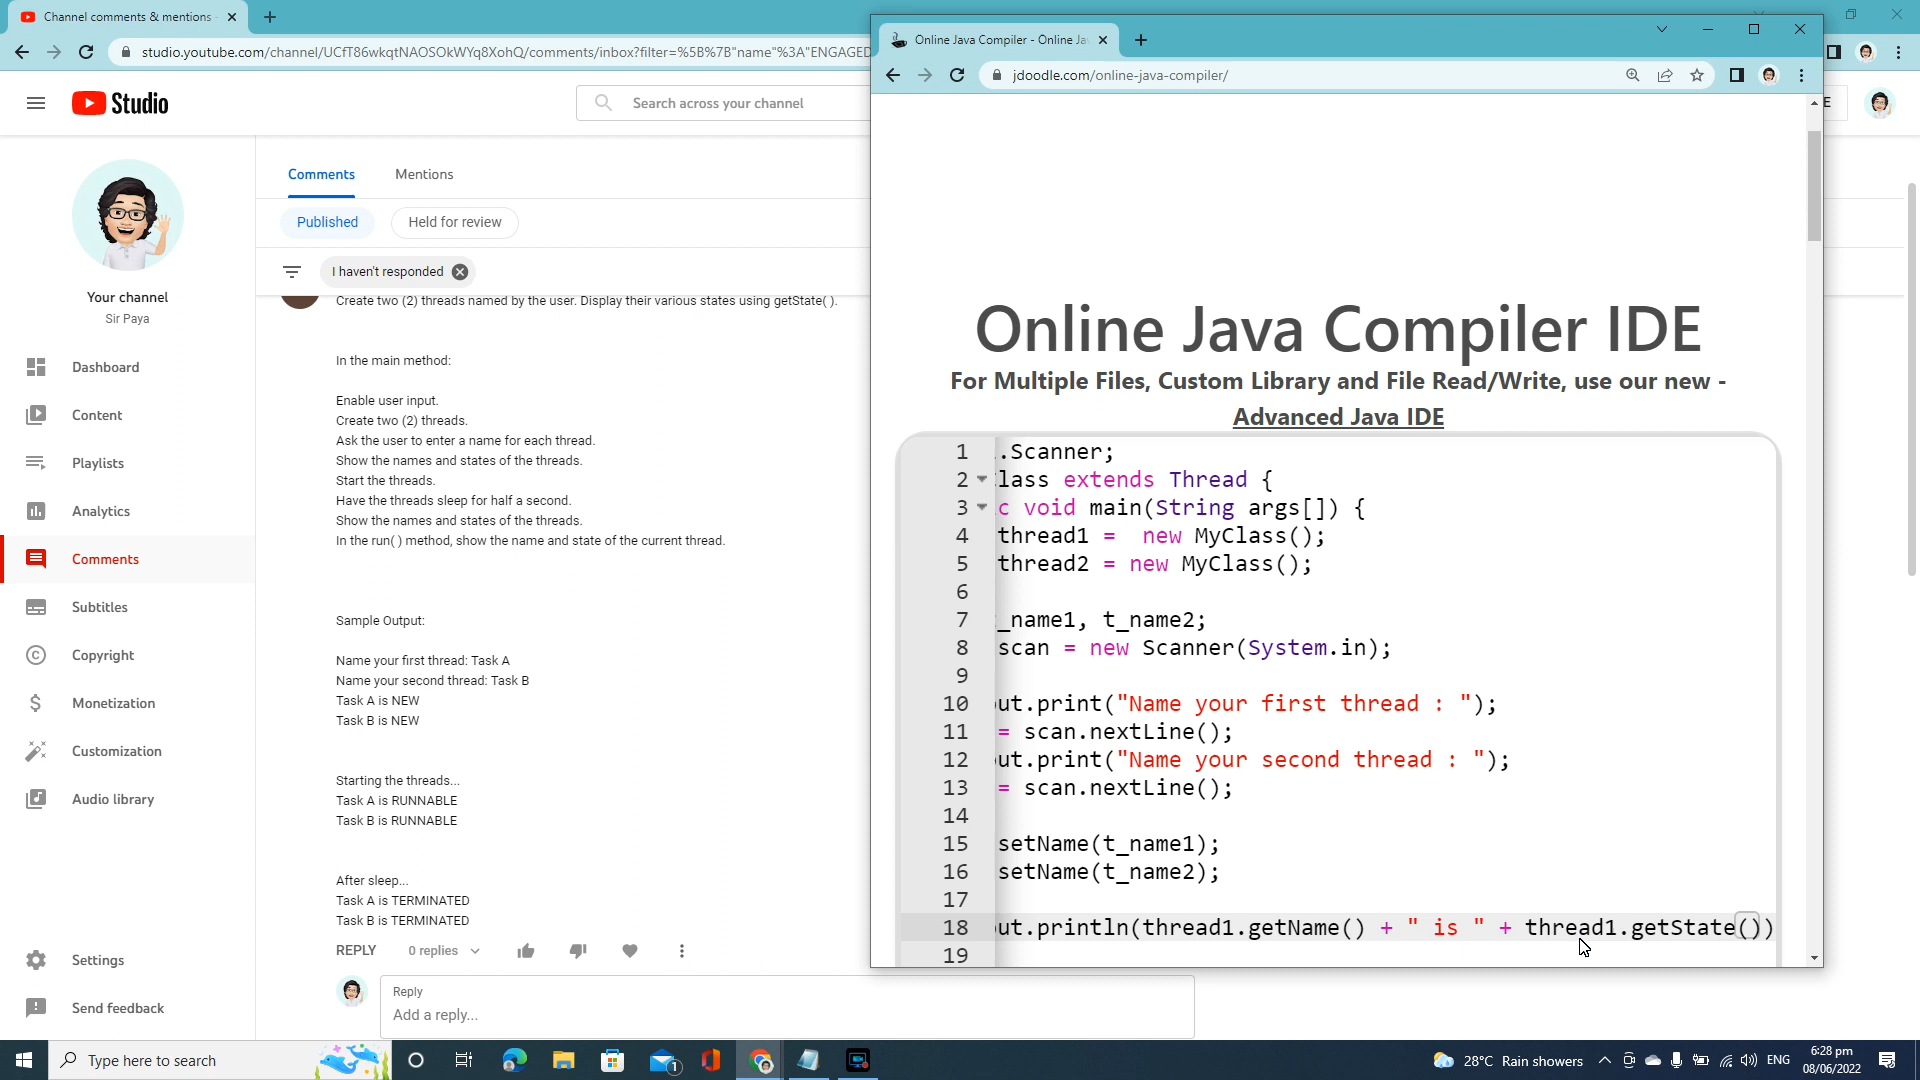 Channel comments & mentions -
studio.youtube.com/channel/UCfT86wkqtNAOSOkWYq8XohQ/comments/inbox?filter=%5B%7B"name"%3A"ENGAGED
Studio
Search across your channel
Your channel
Sir Paya
Dashboard
Content
Playlists
Analytics
Comments
Subtitles
Copyright
Monetization
Customization
Audio library
Settings
Send feedback
Comments
Mentions
Published
Held for review
I haven't responded
Create two (2) threads named by the user. Display their various states using getState( ).
In the main method:
Enable user input.
Create two (2) threads.
Ask the user to enter a name for each thread.
Show the names and states of the threads.
Start the threads.
Have the threads sleep for half a second.
Show the names and states of the threads.
In the run( ) method, show the name and state of the current thread.
Sample Output:
Name your first thread: Task A
Name your second thread: Task B
Task A is NEW
Task B is NEW
Starting the threads...
Task A is RUNNABLE
Task B is RUNNABLE
After sleep...
Task A is TERMINATED
Task B is TERMINATED
REPLY
0 replies
Reply
Add a reply...
Online Java Compiler - Online Ja
jdoodle.com/online-java-compiler/
E
Online Java Compiler IDE
For Multiple Files, Custom Library and File Read/Write, use our new -
Advanced Java IDE
1 .Scanner;
2 lass extends Thread {
3 c void main(String args[]) {
4 thread1 =  new MyClass();
5 thread2 = new MyClass();
6
7 _name1, t_name2;
8 scan = new Scanner(System.in);
9
10 ut.print("Name your first thread : ");
11 = scan.nextLine();
12 ut.print("Name your second thread : ");
13 = scan.nextLine();
14
15 setName(t_name1);
16 setName(t_name2);
17
18 ut.println(thread1.getName() + " is " + thread1.getState())
19
Type here to search
1
28°C Rain showers
ENG
6:28 pm
08/06/2022